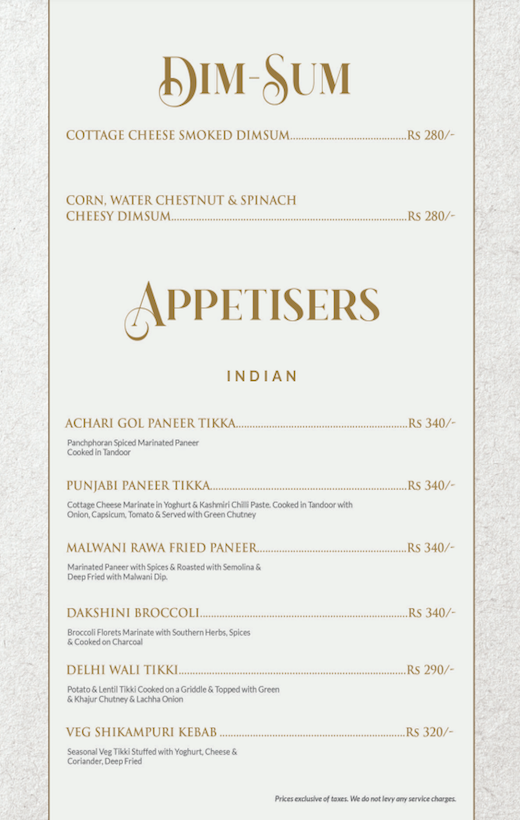 DIM-SUM
COTTAGE CHEESE SMOKED DIMSUM..........................................Rs 280/-
CORN, WATER CHESTNUT & SPINACH
CHEESY DIMSUM....................................................................................Rs 280/-
APPETISERS
INDIAN
ACHARI GOL PANEER TIKKA..............................................................Rs 340/-
Panchphoran Spiced Marinated Paneer
Cooked in Tandoor
PUNJABI PANEER TIKKA.......................................................................Rs 340/-
Cottage Cheese Marinate in Yoghurt & Kashmiri Chilli Paste. Cooked in Tandoor with
Onion, Capsicum, Tomato & Served with Green Chutney
MALWANI RAWA FRIED PANEER......................................................Rs 340/-
Marinated Paneer with Spices & Roasted with Semolina &
Deep Fried with Malwani Dip.
DAKSHINI BROCCOLI...........................................................................Rs 340/-
Broccoli Florets Marinate with Southern Herbs, Spices
& Cooked on Charcoal
DELHI WALI TIKKI..................................................................................Rs 290/-
Potato & Lentil Tikki Cooked on a Griddle & Topped with Green
& Khajur Chutney & Lachha Onion
VEG SHIKAMPURI KEBAB ....................................................................Rs 320/-
Seasonal Veg Tikki Stuffed with Yoghurt, Cheese &
Coriander, Deep Fried
Prices exclusive of taxes. We do not levy any service charges.